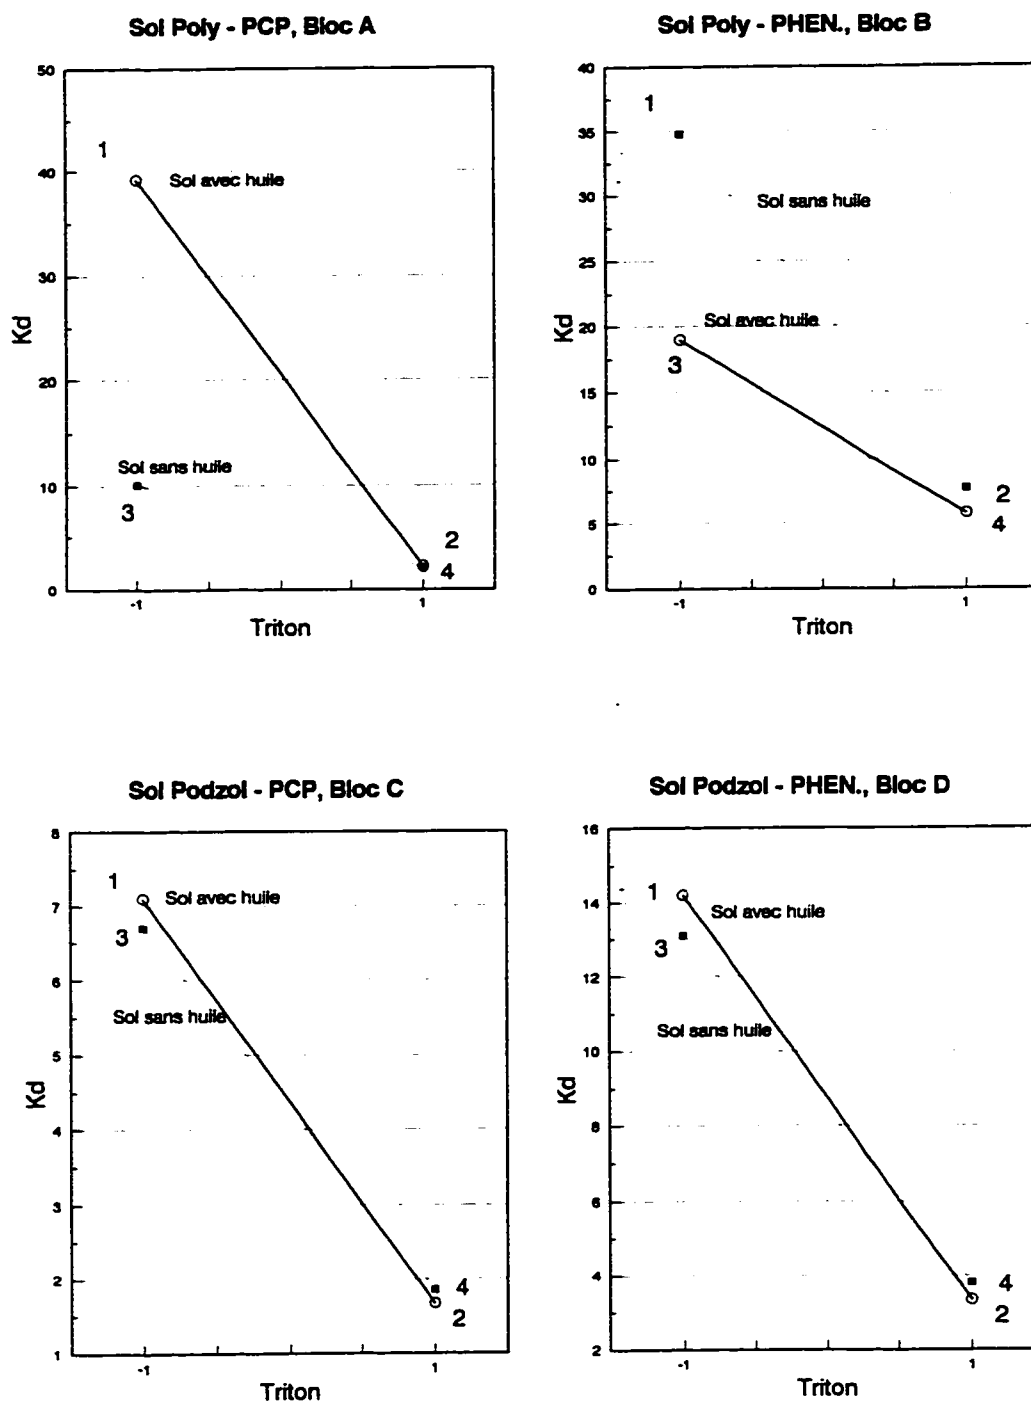 Sol Poly - PCP, Bloc A
50
40
30
20
10
0
Kd
1
Sol avec huile
Sol sans huile
3
2
4
-1
1
Triton
Sol Poly - PHEN., Bloc B
40
35
30
25
20
15
10
5
0
Kd
1
Sol sans huile
Sol avec huile
3
2
4
-1
1
Triton
Sol Podzol - PCP, Bloc C
8
7
6
5
4
3
2
1
Kd
1
Sol avec huile
3
Sol sans huile
4
2
-1
1
Triton
Sol Podzol - PHEN., Bloc D
16
14
12
10
8
6
4
2
Kd
1
Sol avec huile
3
Sol sans huile
4
2
-1
1
Triton